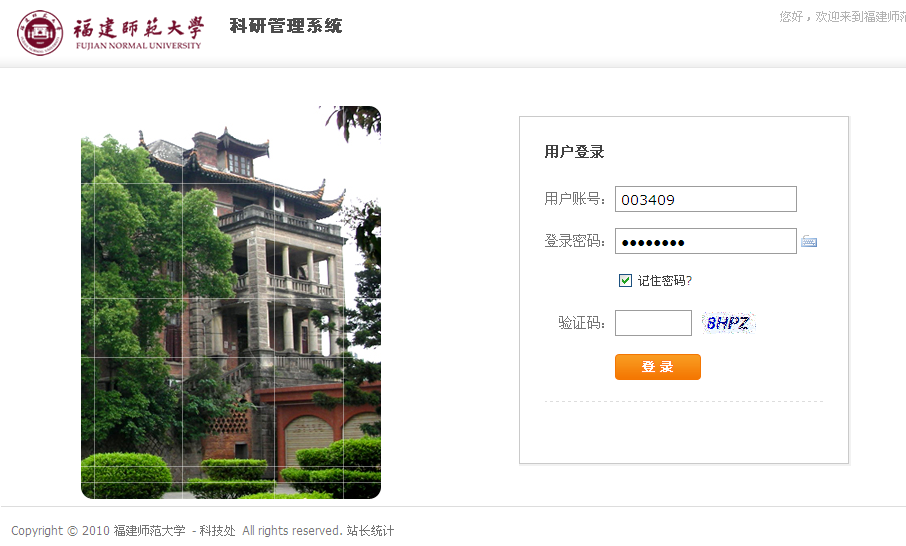 福建师范大学
FUJIAN NORMAL UNIVERSITY
科研管理系统
您好，欢迎来到福建师范
用户登录
用户账号： 003409
登录密码： ●●●●●●●●
记住密码?
验证码： 8HPZ
登 录
Copyright © 2010 福建师范大学 - 科技处 All rights reserved. 站长统计